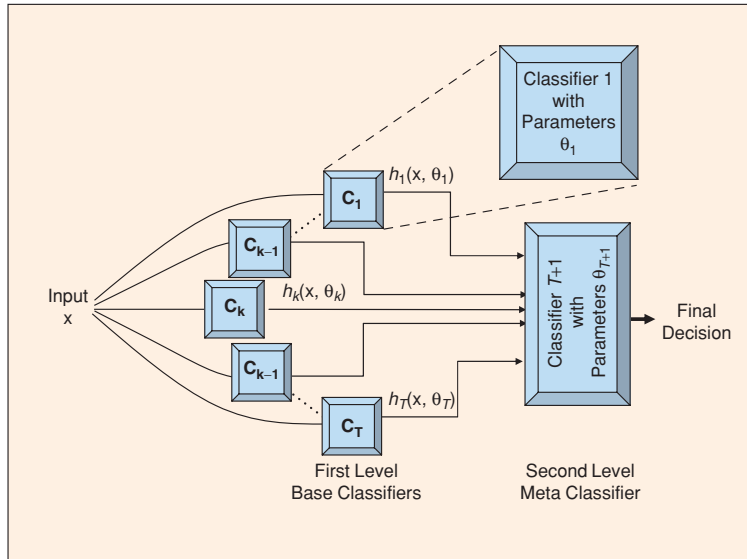 Classifier 1
with
Parameters
θ1
h1(x, θ1)
C1
Ck−1
Input
x
Ck
hk(x, θk)
Ck−1
hT(x, θT)
CT
Classifier T+1
with
Parameters θT+1
Final
Decision
First Level
Base Classifiers
Second Level
Meta Classifier